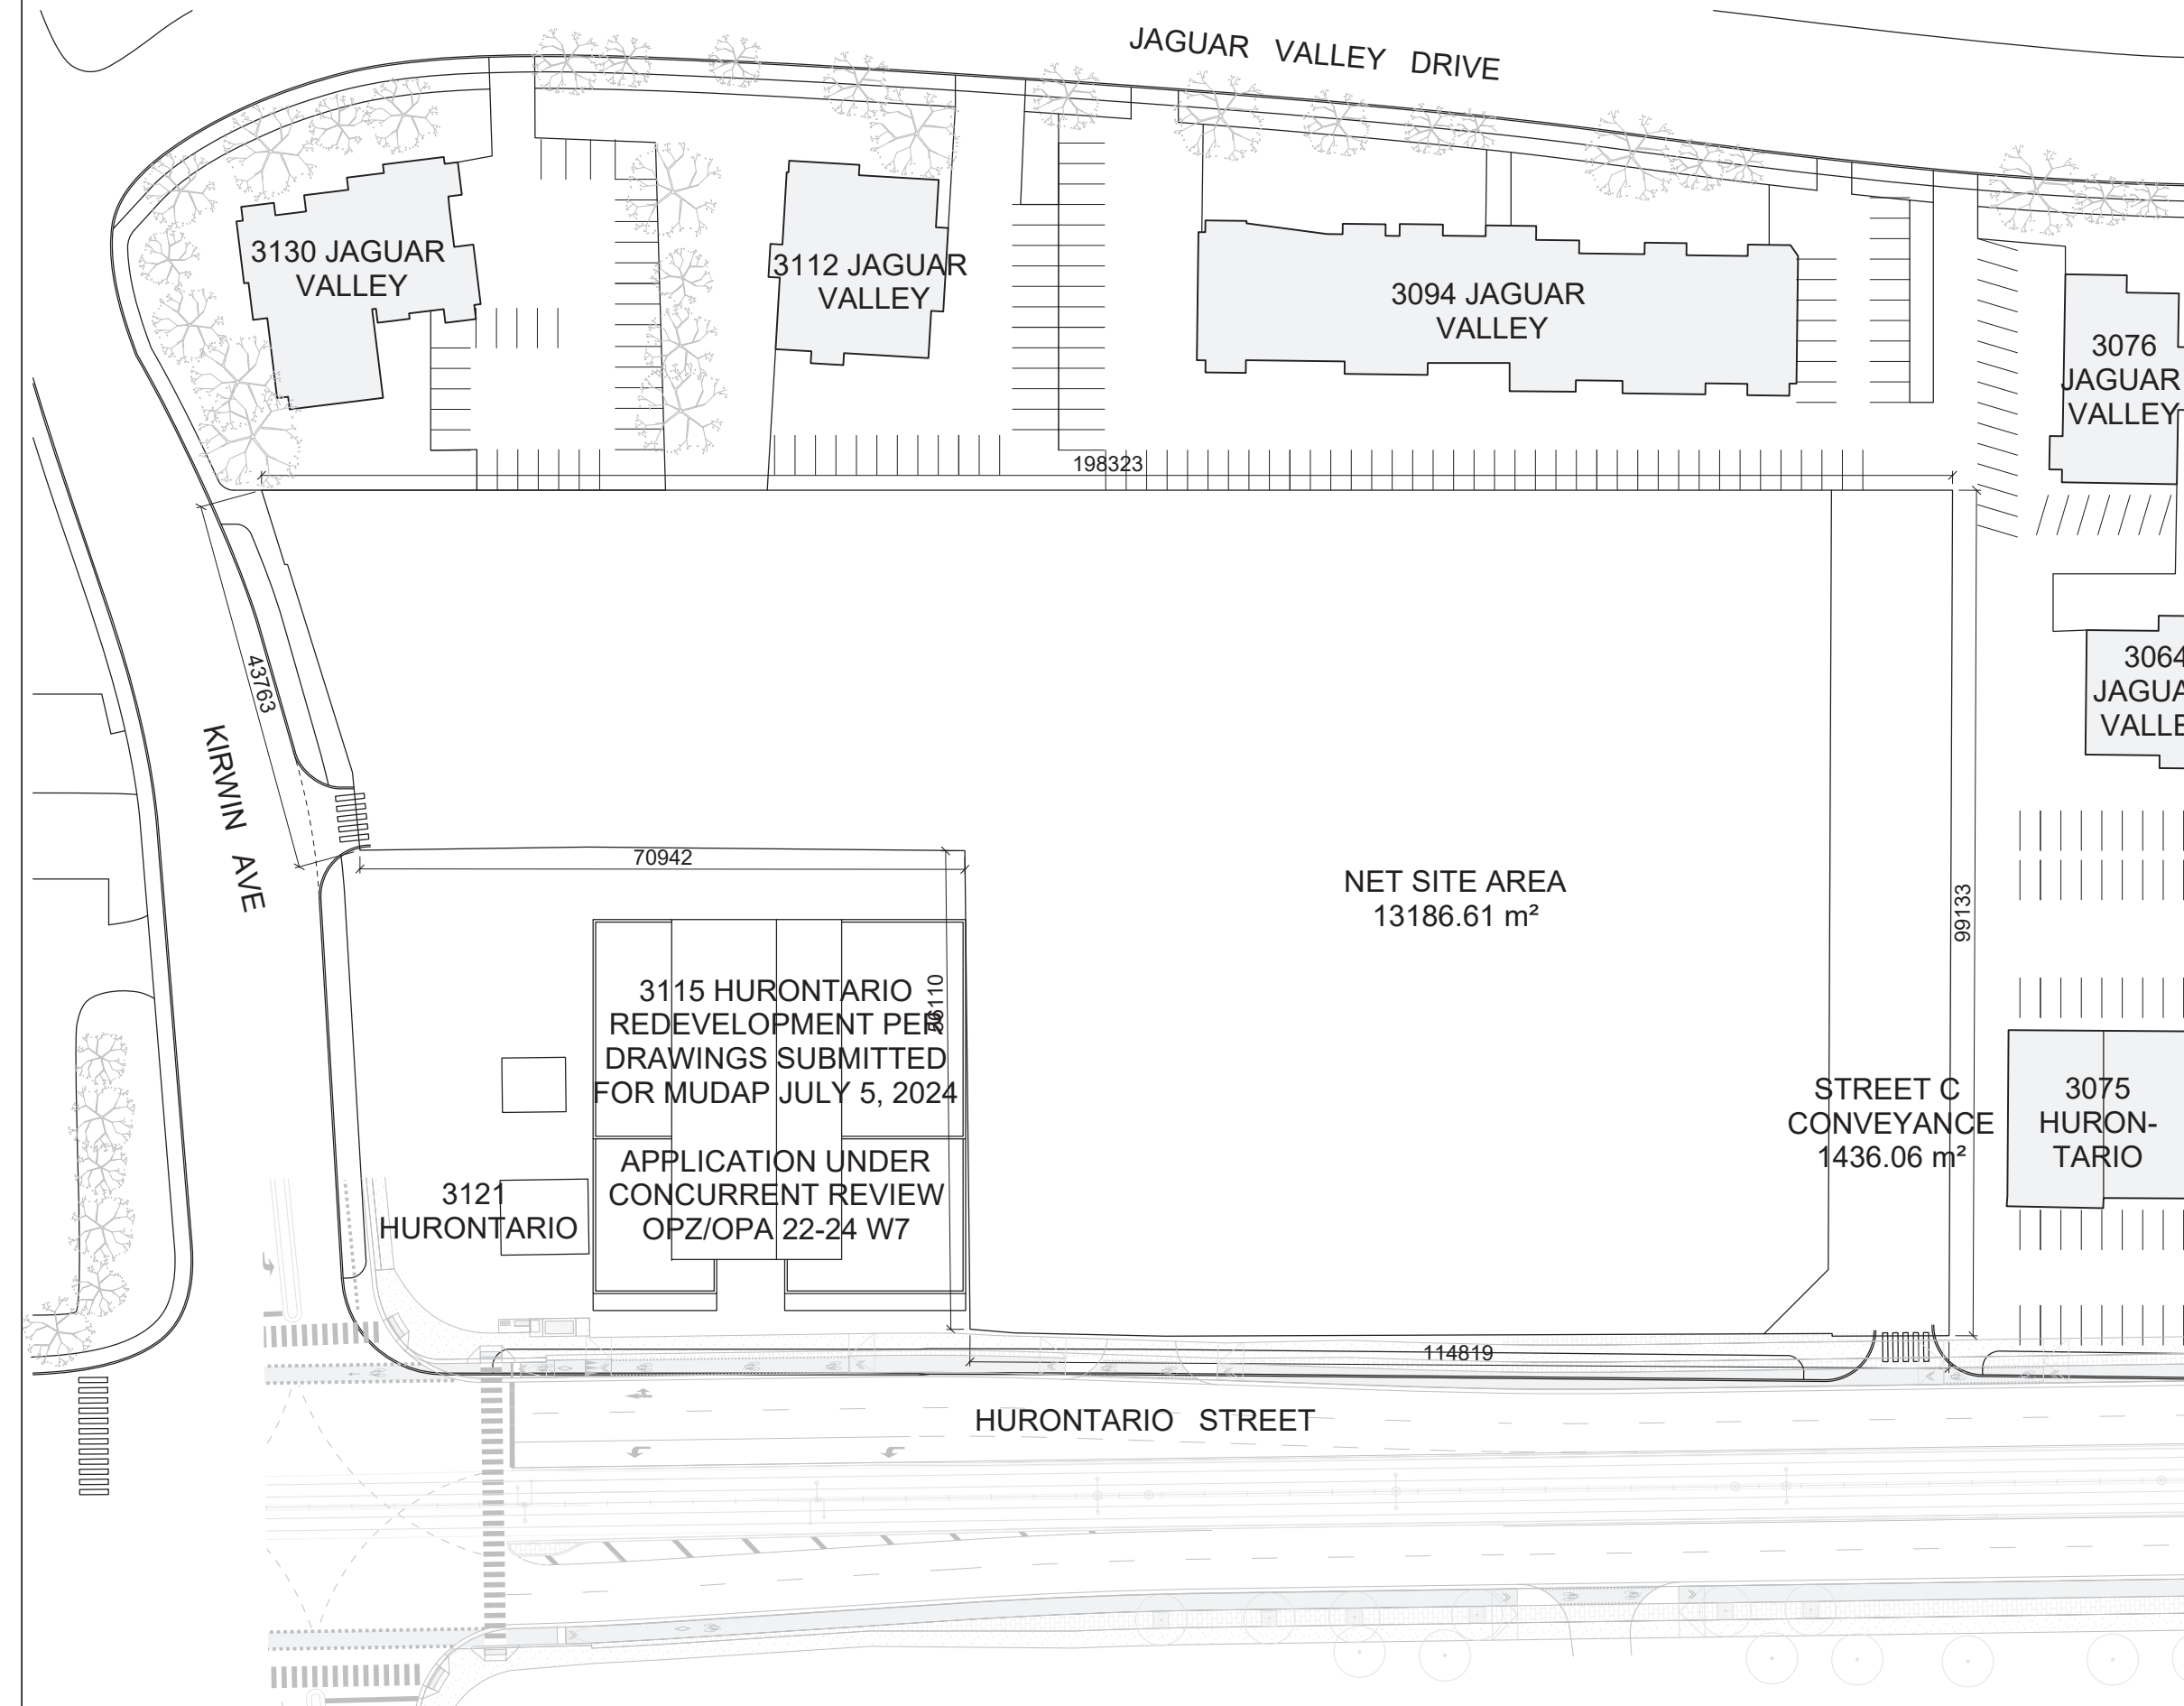 JAGUAR VALLEY DRIVE
3130 JAGUAR
VALLEY
3112 JAGUAR
VALLEY
3094 JAGUAR
VALLEY
3076
JAGUAR
VALLEY
198323
43763
KIRWIN AVE
3064
JAGUA
VALLE
70942
NET SITE AREA
13186.61 m²
99133
56110
3115 HURONTARIO
REDEVELOPMENT PER
DRAWINGS SUBMITTED
FOR MUDAP JULY 5, 2024
APPLICATION UNDER
CONCURRENT REVIEW
OPZ/OPA 22-24 W7
3121
HURONTARIO
STREET C
CONVEYANCE
1436.06 m²
3075
HURON-
TARIO
114819
HURONTARIO STREET